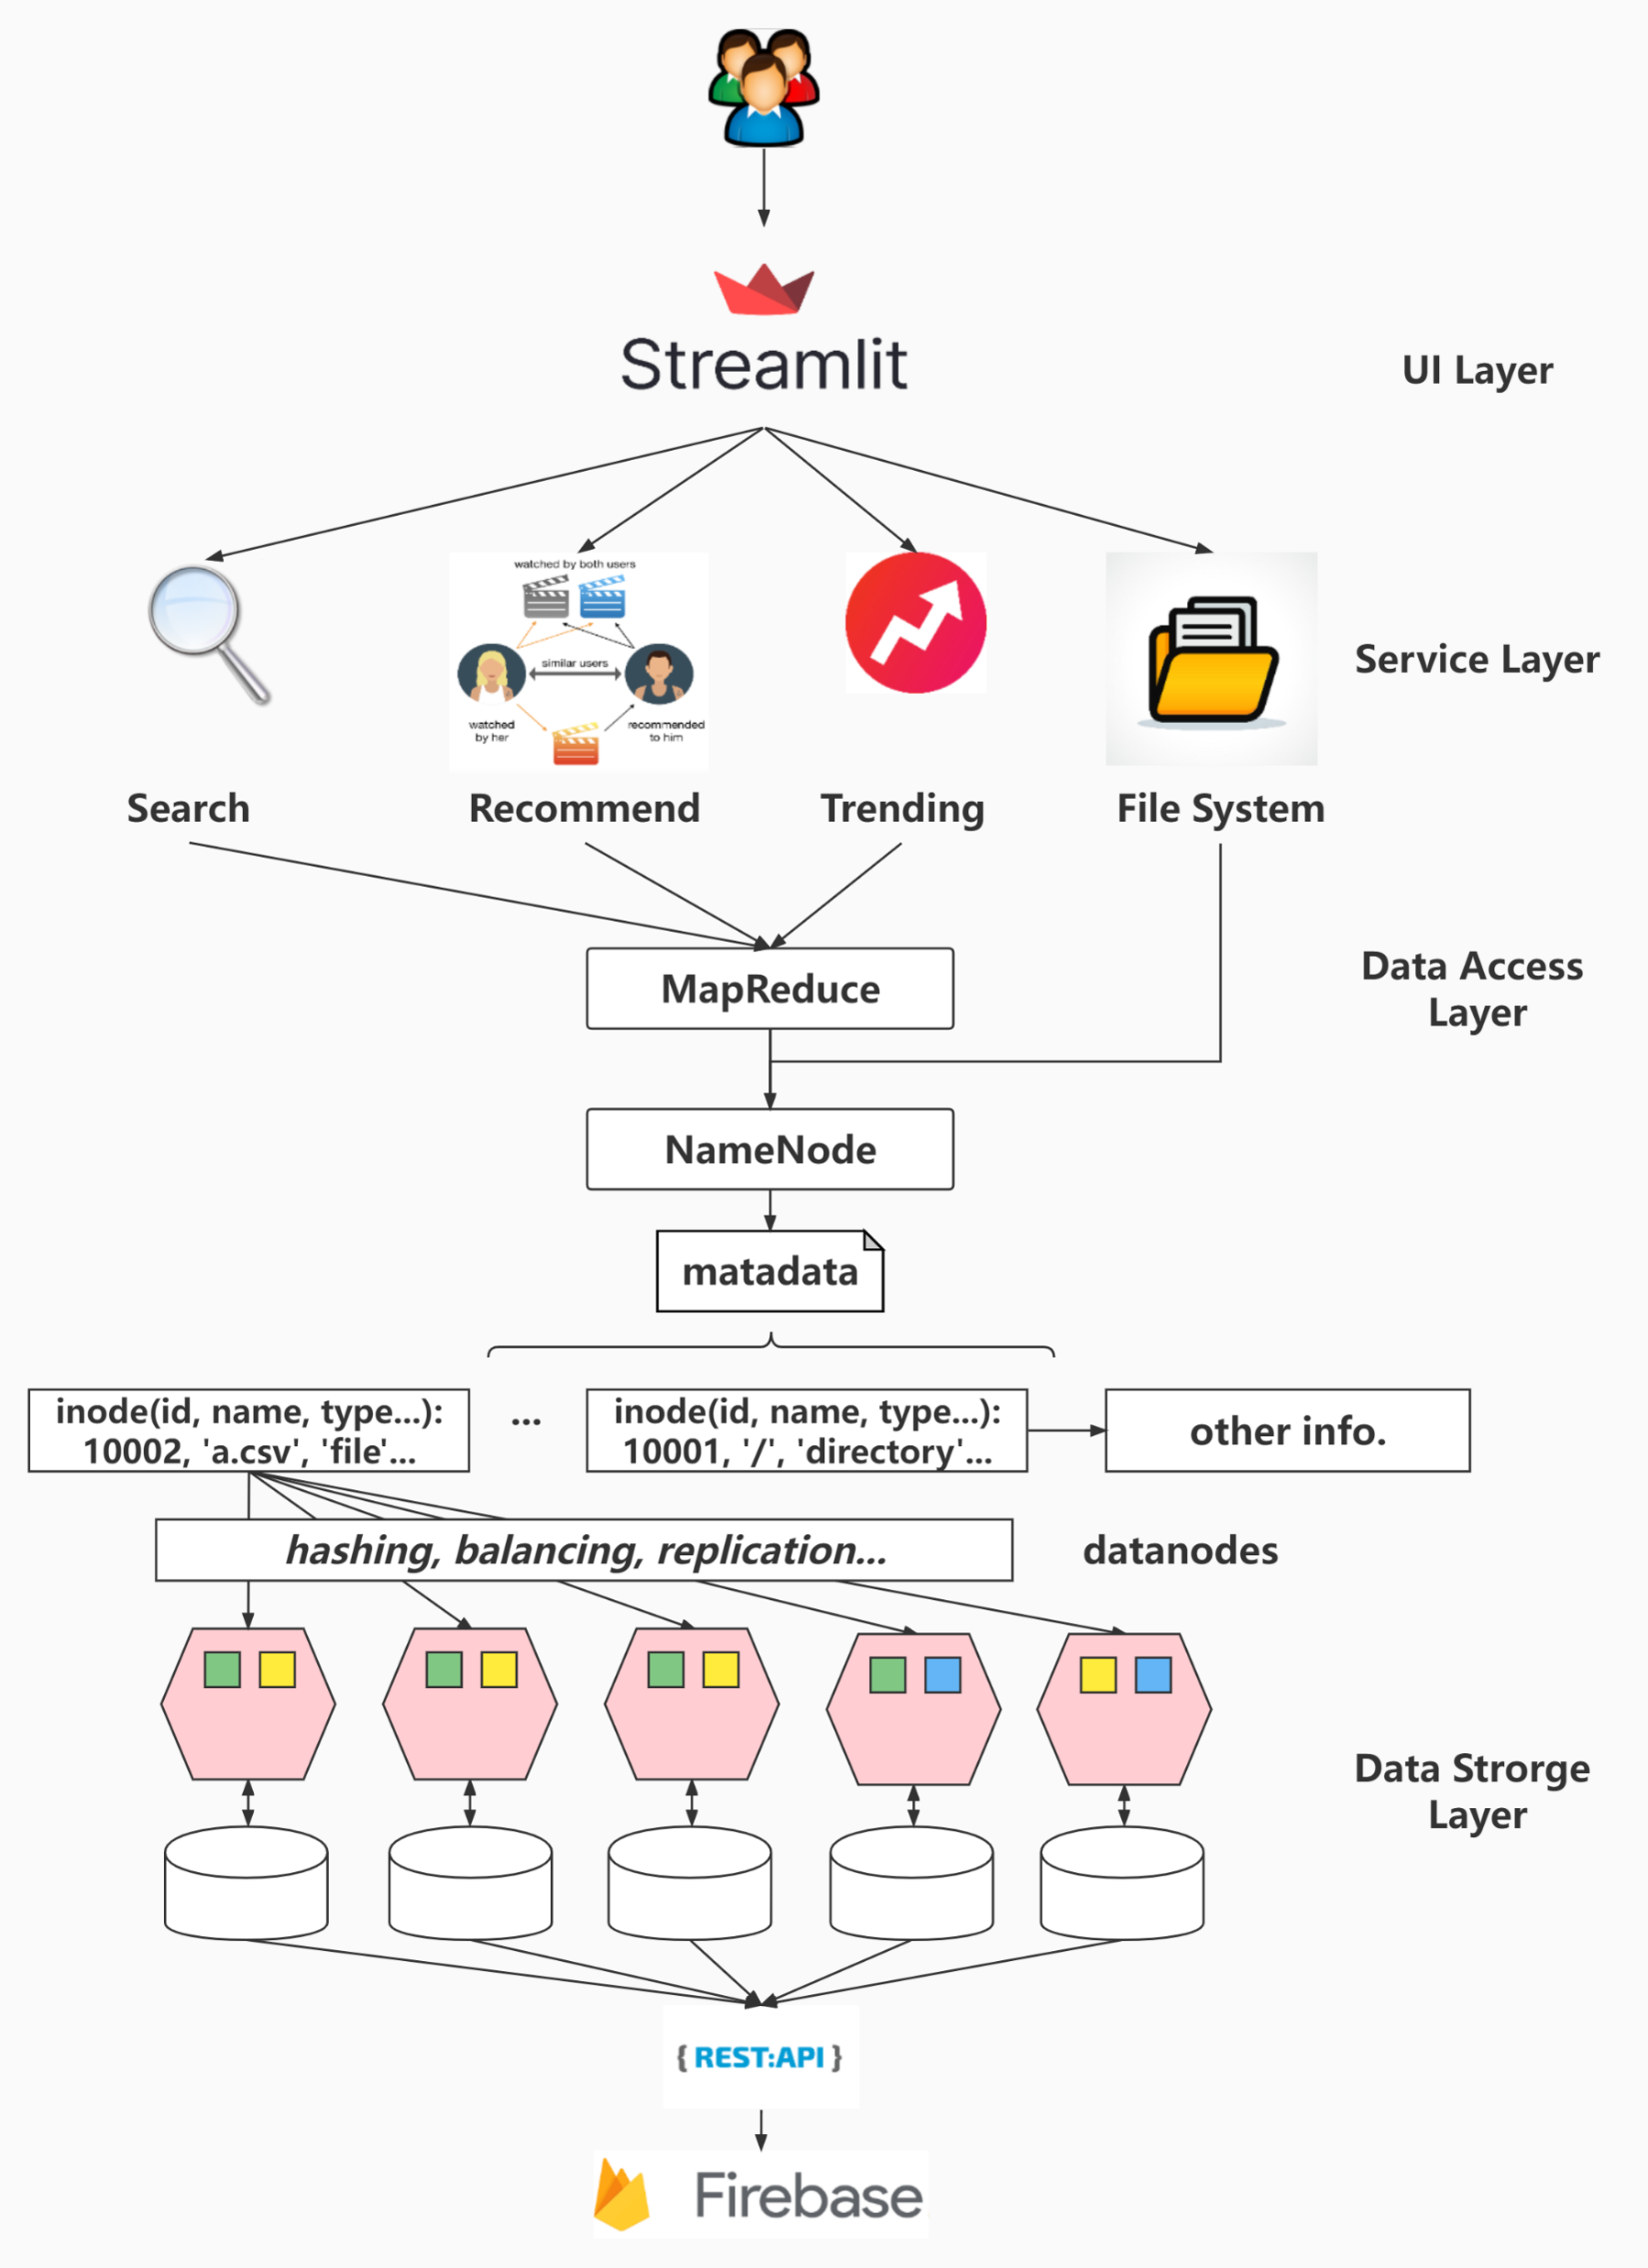 Streamlit
UI Layer
watched by both users
similar users
watched
by her
recommended
to him
Service Layer
Search
Recommend
Trending
File System
MapReduce
Data Access
Layer
NameNode
matadata
inode(id, name, type...):
10002, 'a.csv', 'file'...
...
inode(id, name, type...):
10001, '/', 'directory'...
other info.
hashing, balancing, replication...
datanodes
Data Strorge
Layer
{ REST:API }
Firebase